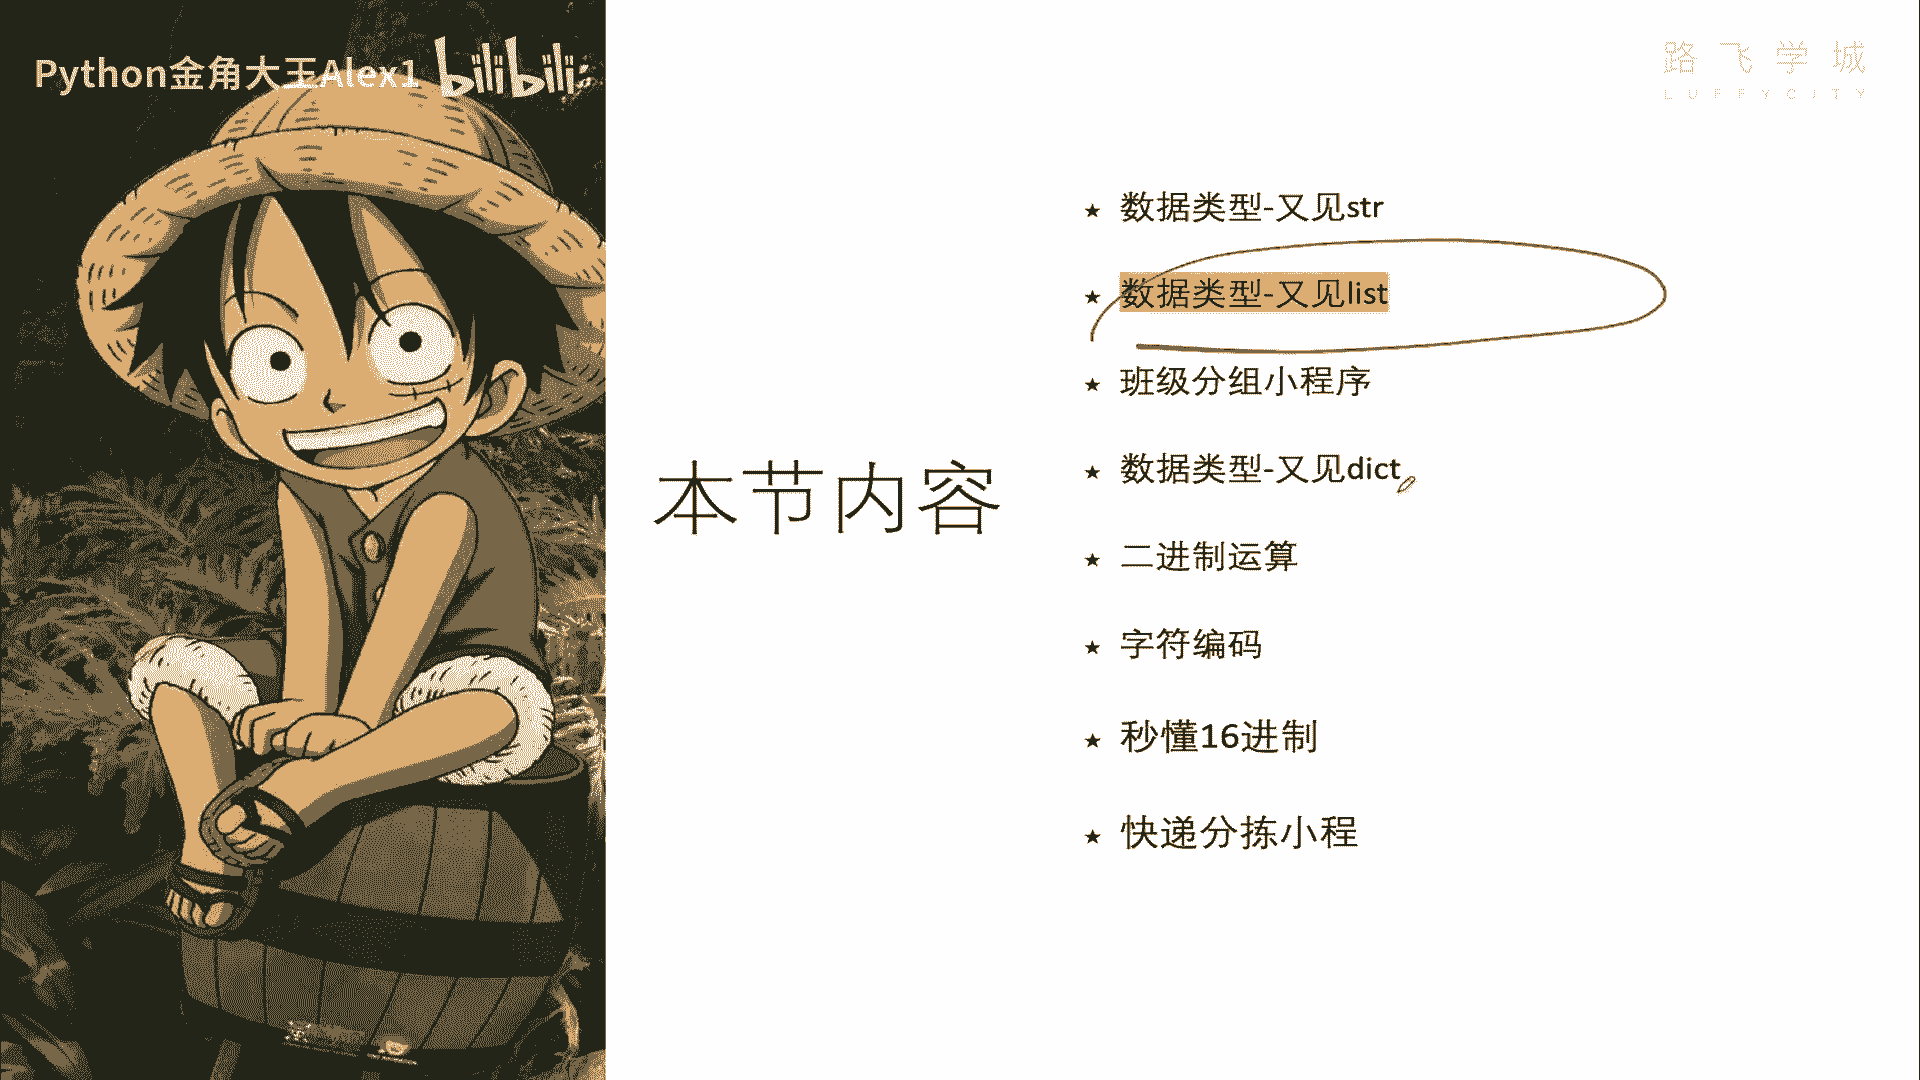 Python金角大王Alex1 bilibili
路飞学城
LUFFYCITY
数据类型-又见str
数据类型-又见list
班级分组小程序
本节内容
数据类型-又见dict
二进制运算
字符编码
秒懂16进制
快递分拣小程